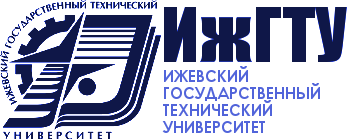 ИЖЕВСКИЙ ГОСУДАРСТВЕННЫЙ ТЕХНИЧЕСКИЙ
УНИВЕРСИТЕТ
ИжГТУ
ИЖЕВСКИЙ
ГОСУДАРСТВЕННЫЙ
ТЕХНИЧЕСКИЙ
УНИВЕРСИТЕТ